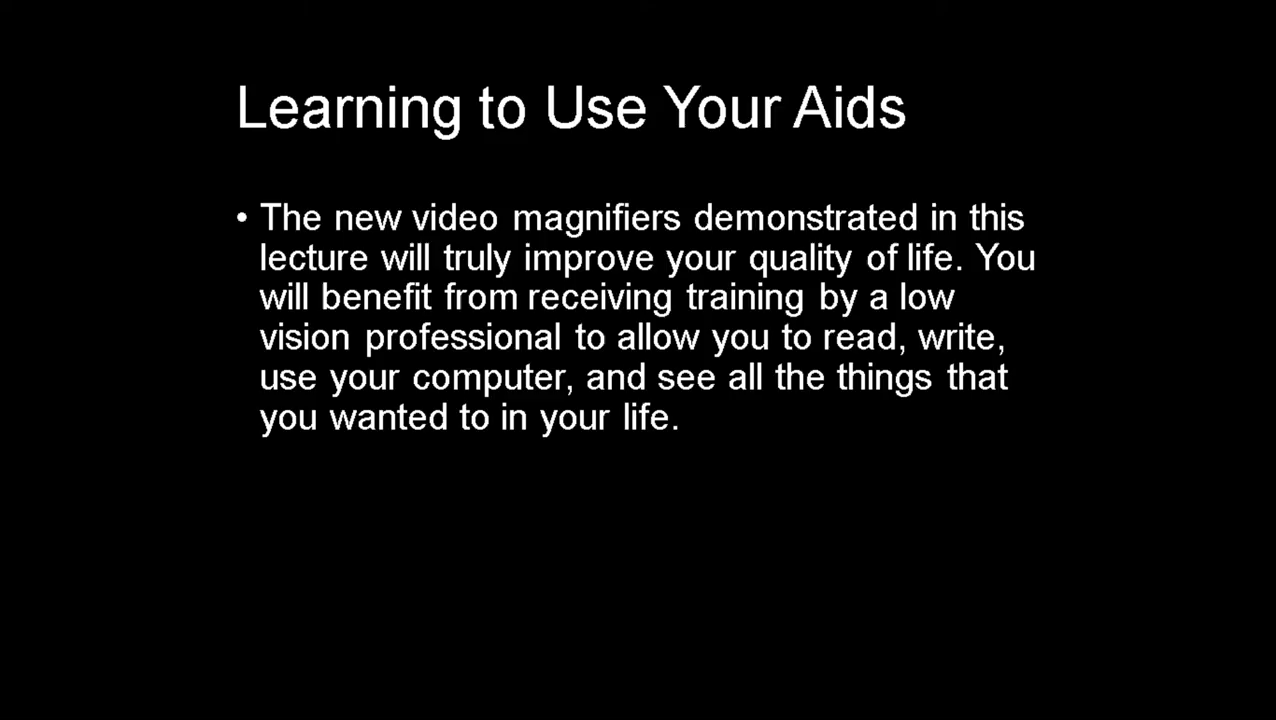 Learning to Use Your Aids
• The new video magnifiers demonstrated in this
lecture will truly improve your quality of life. You
will benefit from receiving training by a low
vision professional to allow you to read, write,
use your computer, and see all the things that
you wanted to in your life.